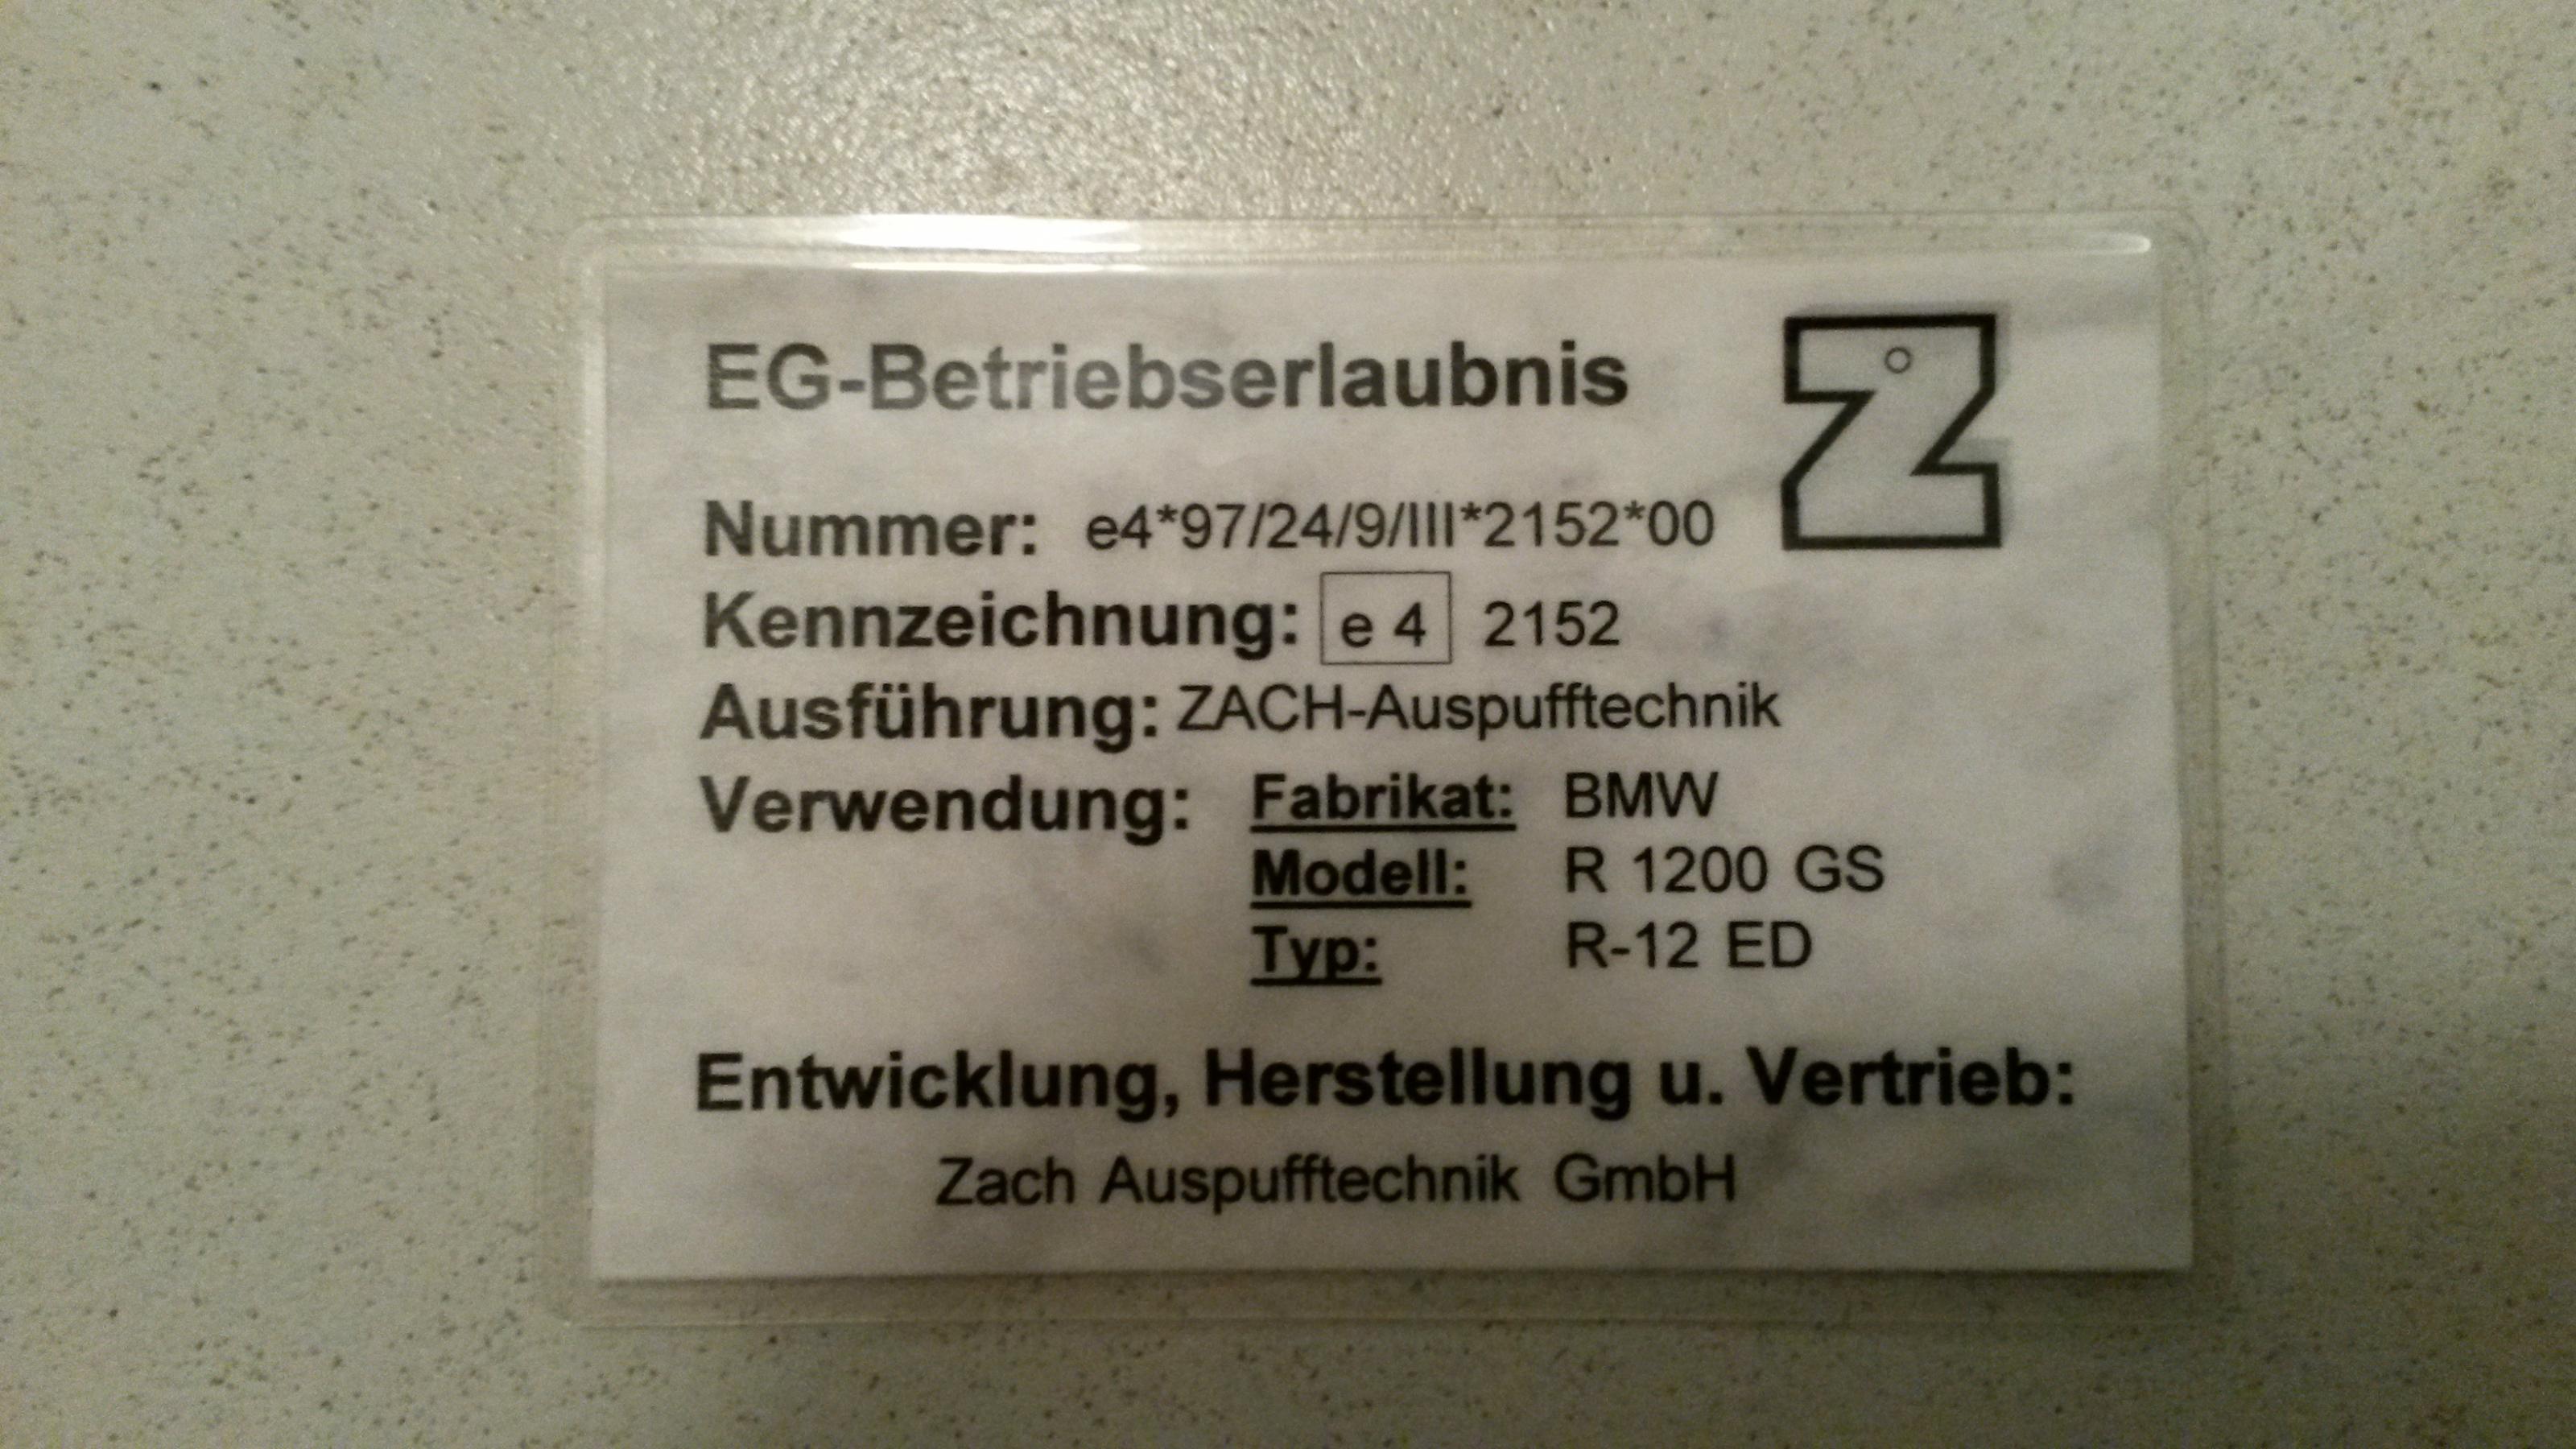 EG-Betriebserlaubnis
Z
Nummer: e4*97/24/9/III*2152*00
Kennzeichnung: e 4 2152
Ausführung: ZACH-Auspufftechnik
Verwendung: Fabrikat: BMW
Modell: R 1200 GS
Typ: R-12 ED
Entwicklung, Herstellung u. Vertrieb:
Zach Auspufftechnik GmbH